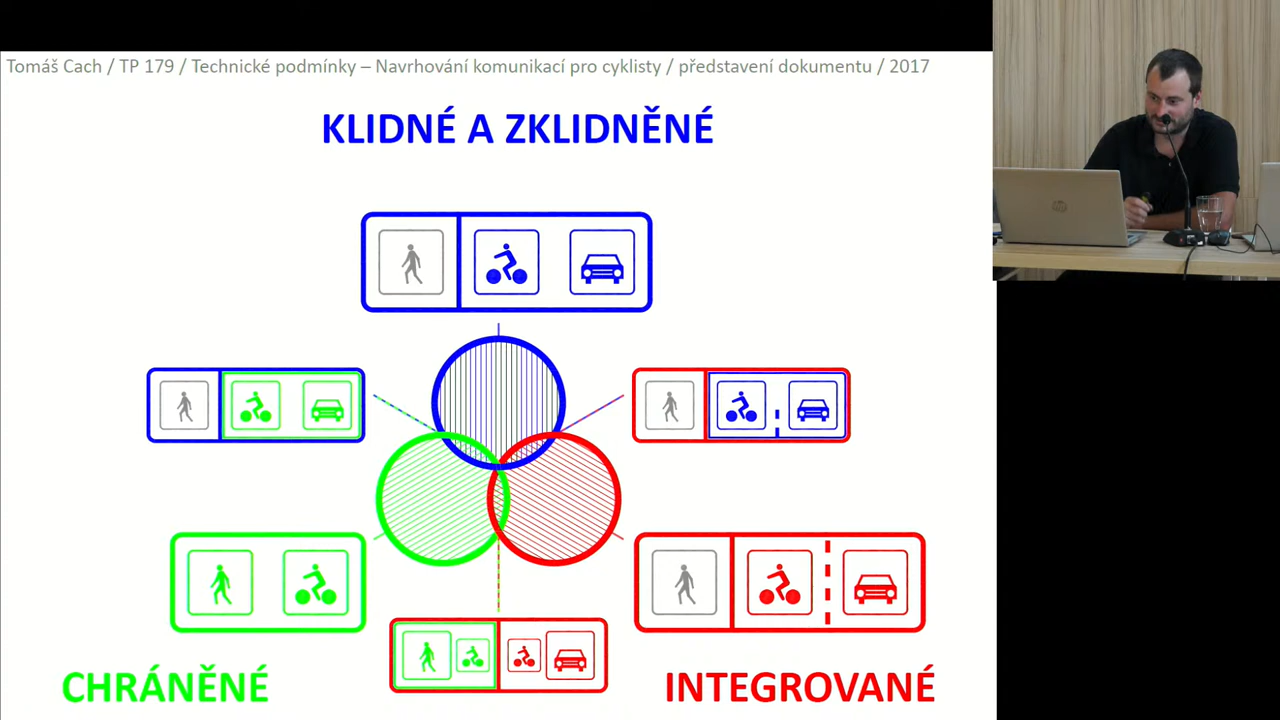 Tomáš Cach / TP 179 / Technické podmínky – Navrhování komunikací pro cyklisty / představení dokumentu / 2017
KLIDNÉ A ZKLIDNĚNÉ
CHRÁNĚNÉ
INTEGROVANÉ